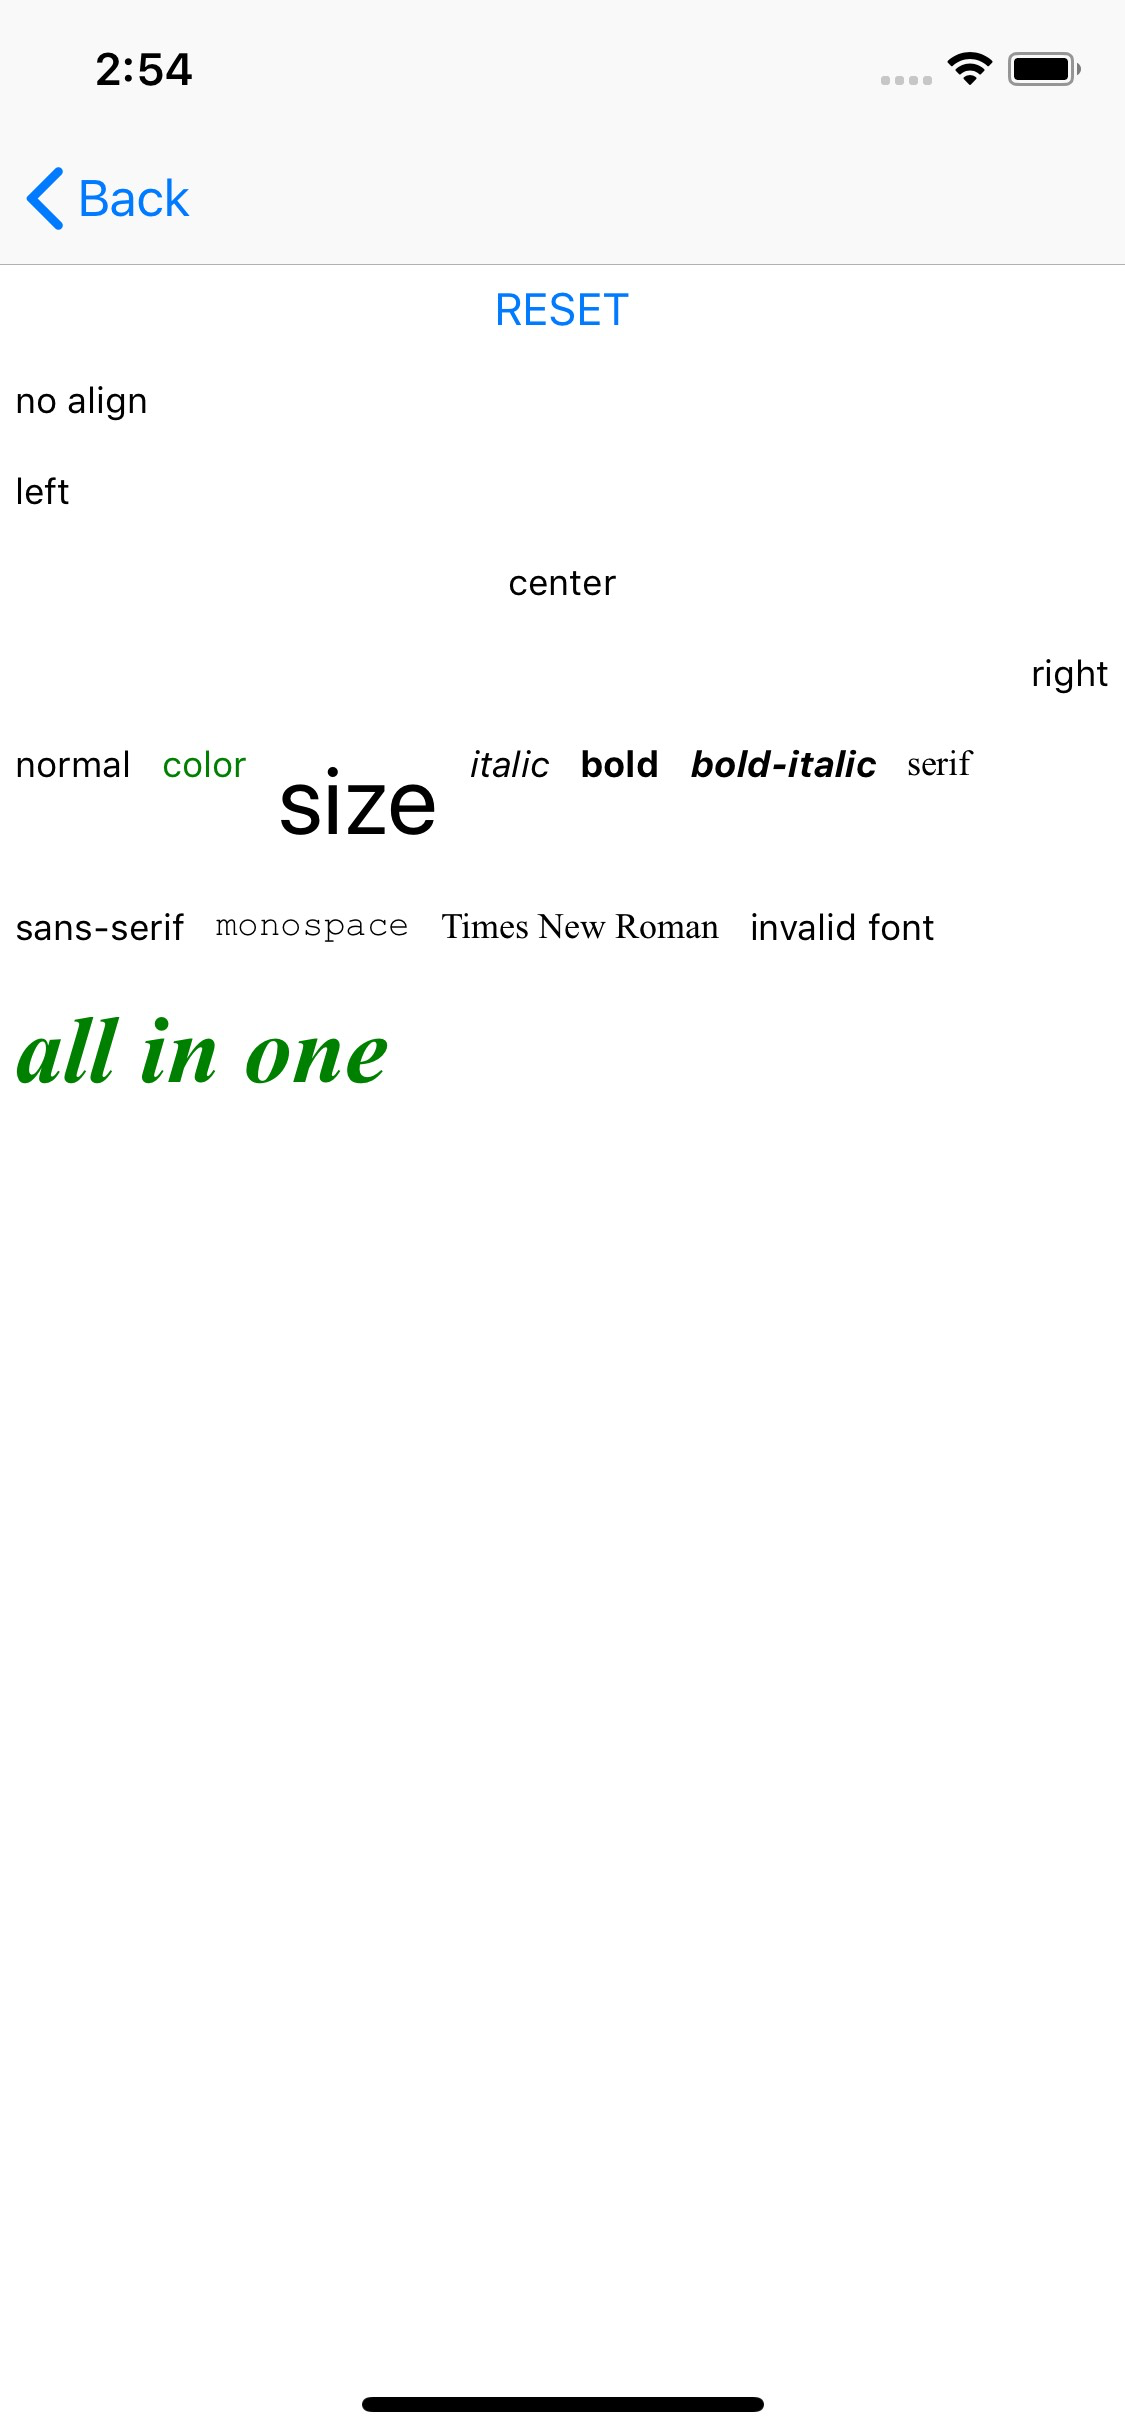 2:54
Back
RESET
no align
left
center
right
normal color size italic bold bold-italic serif
sans-serif monospace Times New Roman invalid font
all in one